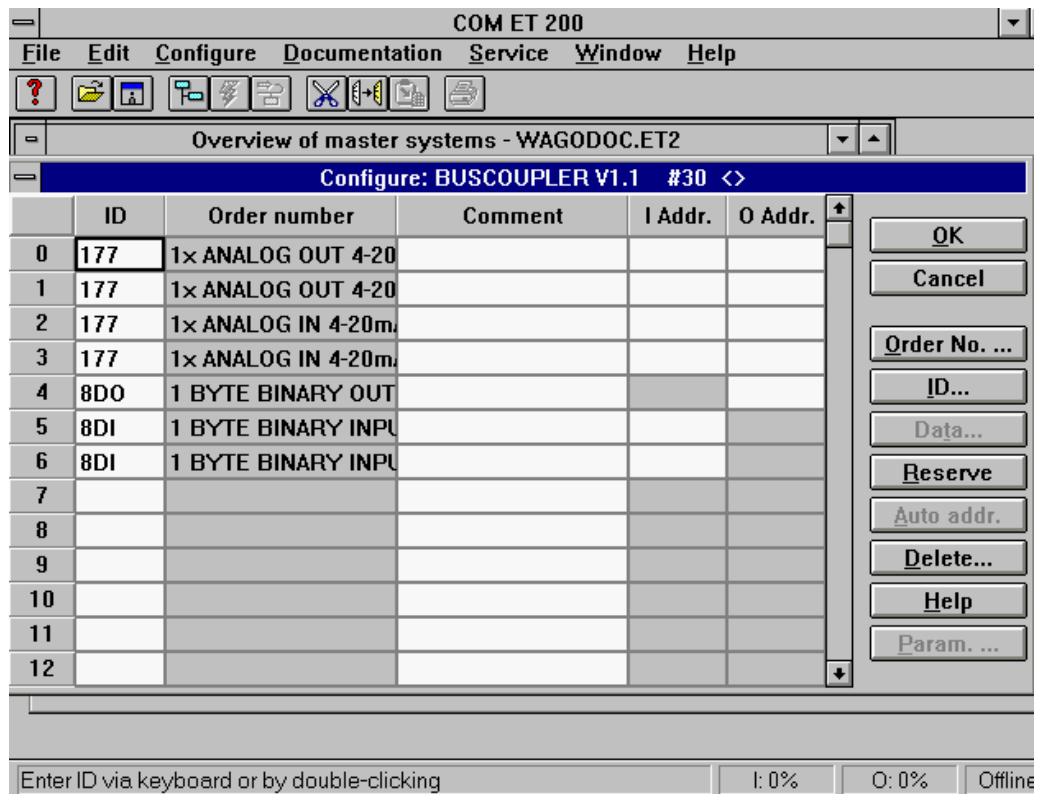 COM ET 200
File Edit Configure Documentation Service Window Help
Overview of master systems - WAGODOC.ET2
Configure: BUSCOUPLER V1.1 #30 <>
ID Order number Comment I Addr. O Addr.
0 177 1x ANALOG OUT 4-20
1 177 1x ANALOG OUT 4-20
2 177 1x ANALOG IN 4-20m
3 177 1x ANALOG IN 4-20m
4 8DO 1 BYTE BINARY OUT
5 8DI 1 BYTE BINARY INPU
6 8DI 1 BYTE BINARY INPU
7
8
9
10
11
12
OK
Cancel
Order No. ...
ID...
Data...
Reserve
Auto addr.
Delete...
Help
Param. ...
Enter ID via keyboard or by double-clicking I: 0% O: 0% Offline